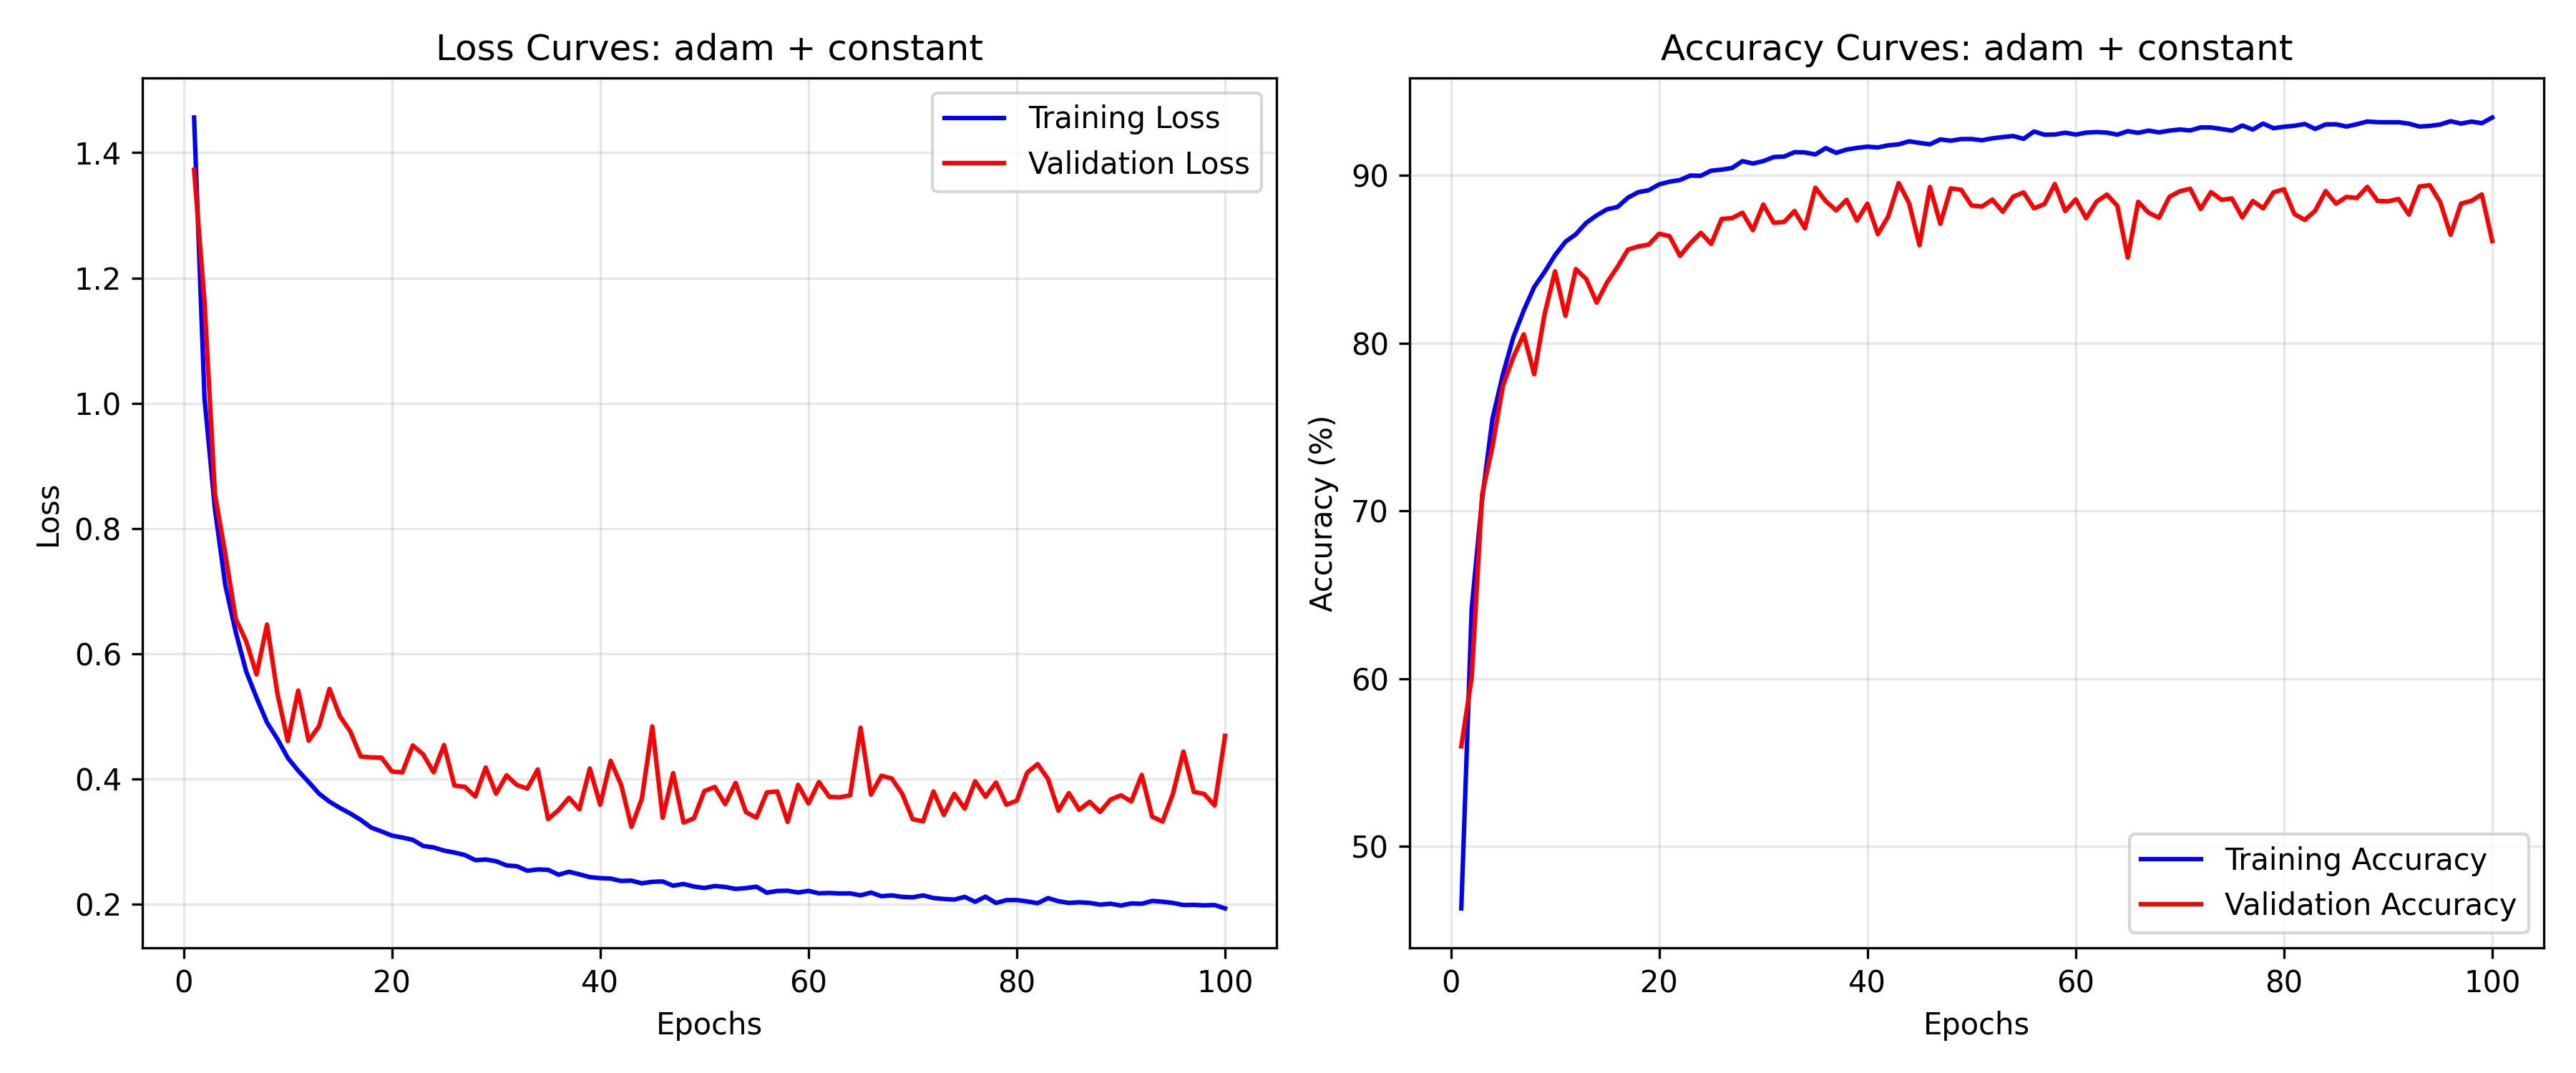 Loss Curves: adam + constant
Training Loss
Validation Loss
1.4
1.2
1.0
0.8
0.6
0.4
0.2
Loss
0
20
40
60
80
100
Epochs
Accuracy Curves: adam + constant
90
80
70
60
50
Accuracy (%)
Training Accuracy
Validation Accuracy
0
20
40
60
80
100
Epochs